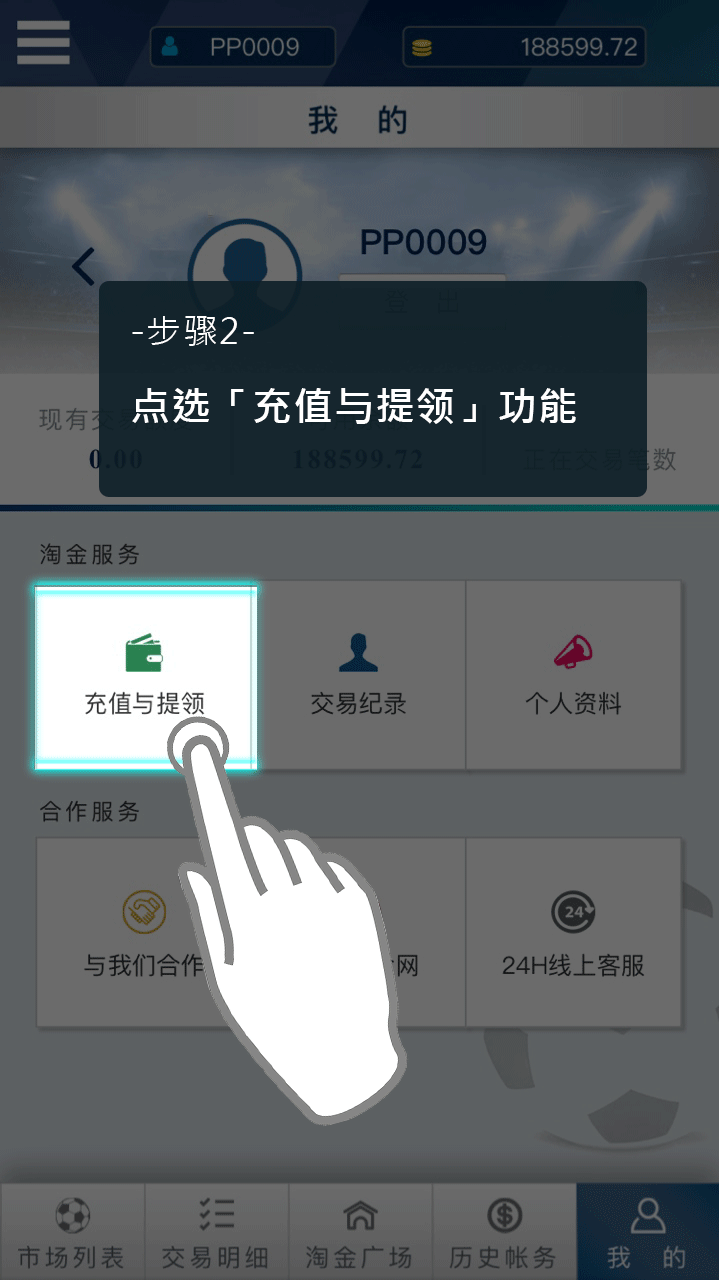 PP0009
188599.72
我 的
PP0009
登 出
-步骤2-
点选「充值与提领」功能
现有交
0.00
188599.72
正在交易笔数
淘金服务
充值与提领
交易纪录
个人资料
合作服务
与我们合作
网
24
24H线上客服
市场列表
交易明细
淘金广场
历史帐务
我 的